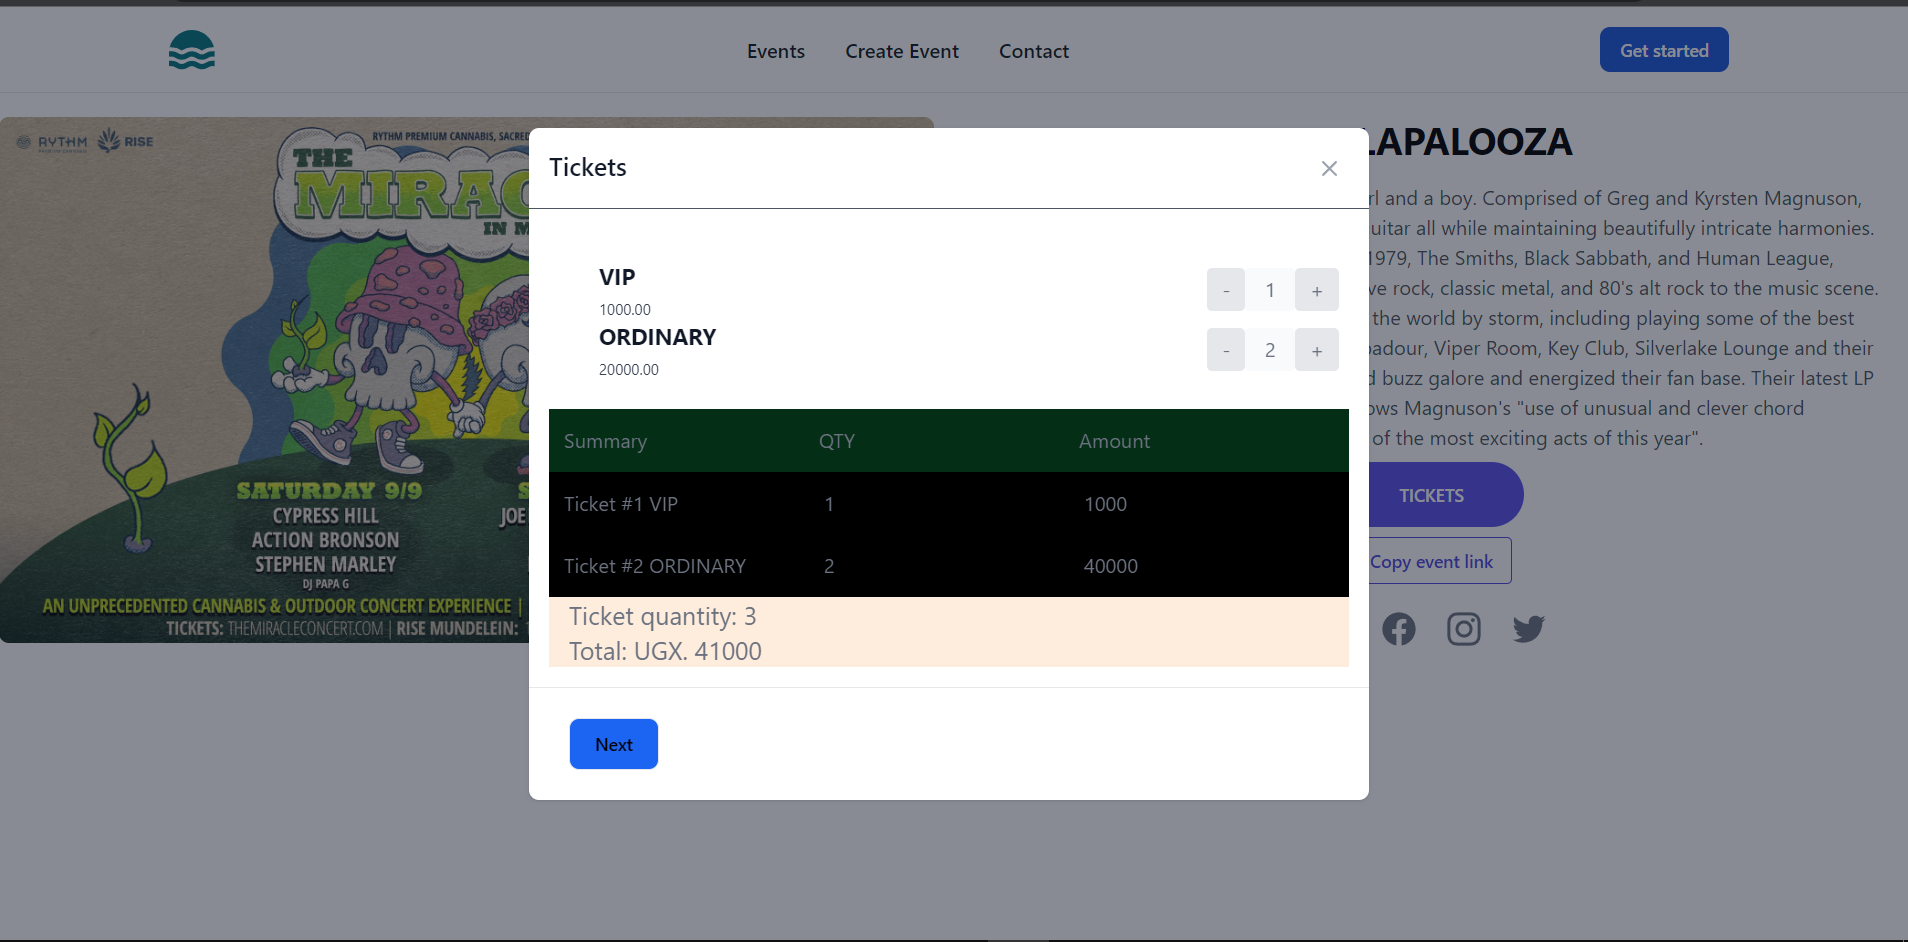 Events Create Event Contact Get started
RYTHM RISE
RYTHM PREMIUM CANNABIS, SACRED
THE
MIRAC
IN M
SATURDAY 9/9
S
CYPRESS HILL
JOE
ACTION BRONSON
STEPHEN MARLEY
DJ PAPA G
AN UNPRECEDENTED CANNABIS & OUTDOOR CONCERT EXPERIENCE |
TICKETS: THEMIRACLECONCERT.COM | RISE MUNDELEIN:
Tickets
VIP
1000.00
- 1 +
ORDINARY
20000.00
- 2 +
Summary QTY Amount
Ticket #1 VIP 1 1000
Ticket #2 ORDINARY 2 40000
Ticket quantity: 3
Total: UGX. 41000
Next
LAPALOOZA
rl and a boy. Comprised of Greg and Kyrsten Magnuson,
uitar all while maintaining beautifully intricate harmonies.
1979, The Smiths, Black Sabbath, and Human League,
ve rock, classic metal, and 80's alt rock to the music scene.
the world by storm, including playing some of the best
badour, Viper Room, Key Club, Silverlake Lounge and their
d buzz galore and energized their fan base. Their latest LP
ows Magnuson's "use of unusual and clever chord
of the most exciting acts of this year".
TICKETS
Copy event link